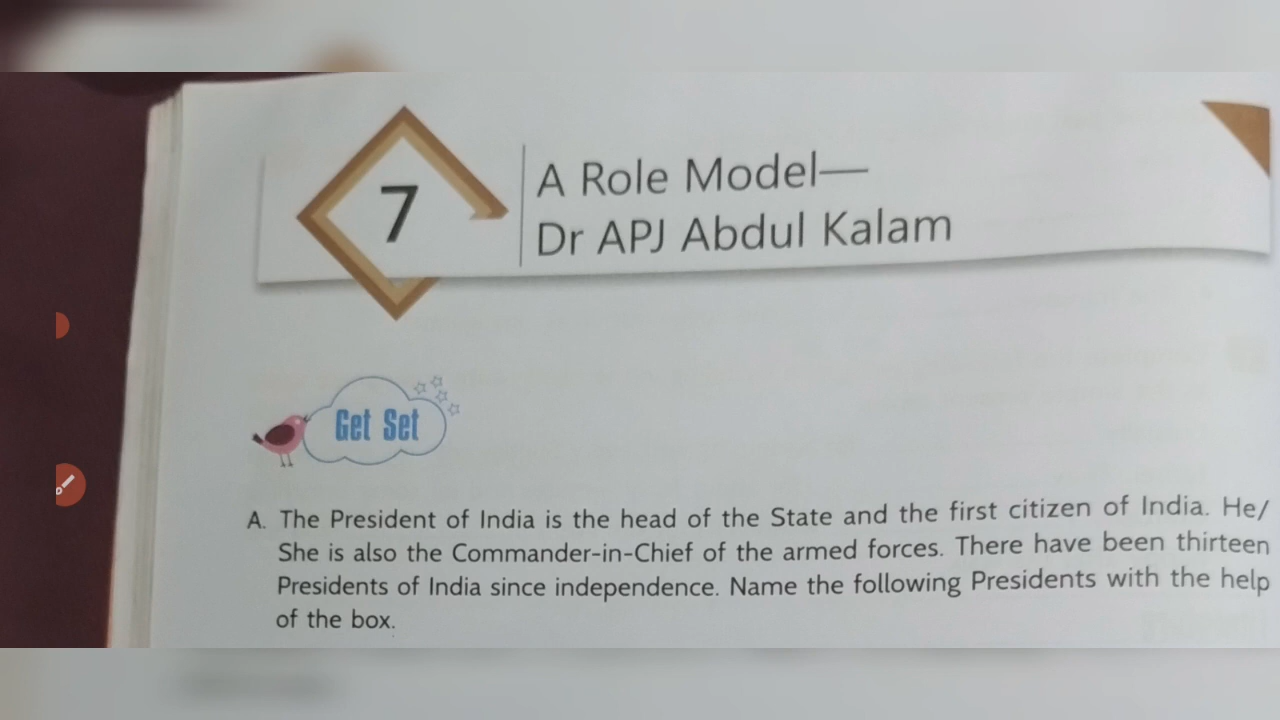 7
A Role Model—
Dr APJ Abdul Kalam
Get Set
A. The President of India is the head of the State and the first citizen of India. He/
She is also the Commander-in-Chief of the armed forces. There have been thirteen
Presidents of India since independence. Name the following Presidents with the help
of the box.